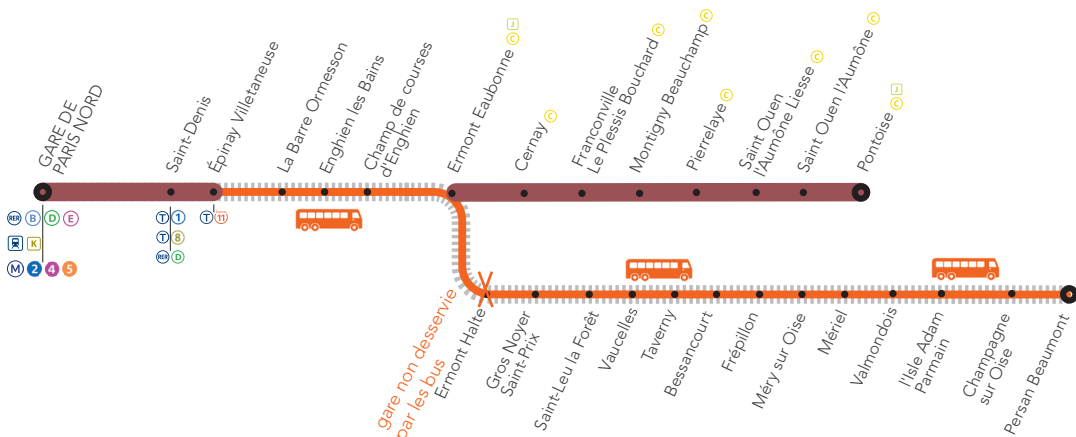 GARE DE
PARIS NORD
Saint-Denis
Épinay Villetaneuse
La Barre Ormesson
Enghien les Bains
Champ de courses
d'Enghien
Ermont Eaubonne C
J
Cernay C
Franconville
Le Plessis Bouchard C
Montigny Beauchamp C
Pierrelaye C
Saint Ouen
l'Aumône Liesse C
Saint Ouen l'Aumône C
Pontoise C
J
RER B D E
K
M 2 4 5
T 1
T 8
RER D
T 11
gare non desservie
par les bus
Ermont Halte
Gros Noyer
Saint-Prix
Saint-Leu la Forêt
Vaucelles
Taverny
Bessancourt
Frépillon
Méry sur Oise
Mériel
Valmondois
l'Isle Adam
Parmain
Champagne
sur Oise
Persan Beaumont